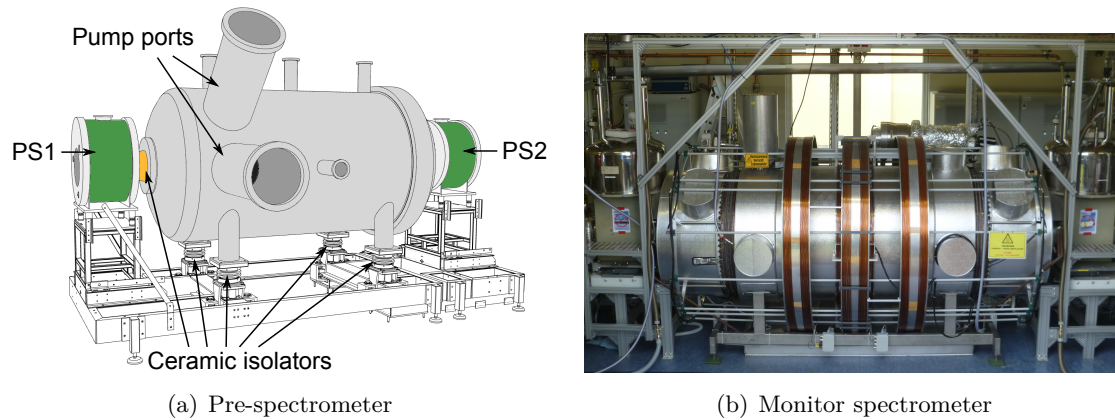 Pump ports
PS1
PS2
Ceramic isolators
(a) Pre-spectrometer
(b) Monitor spectrometer